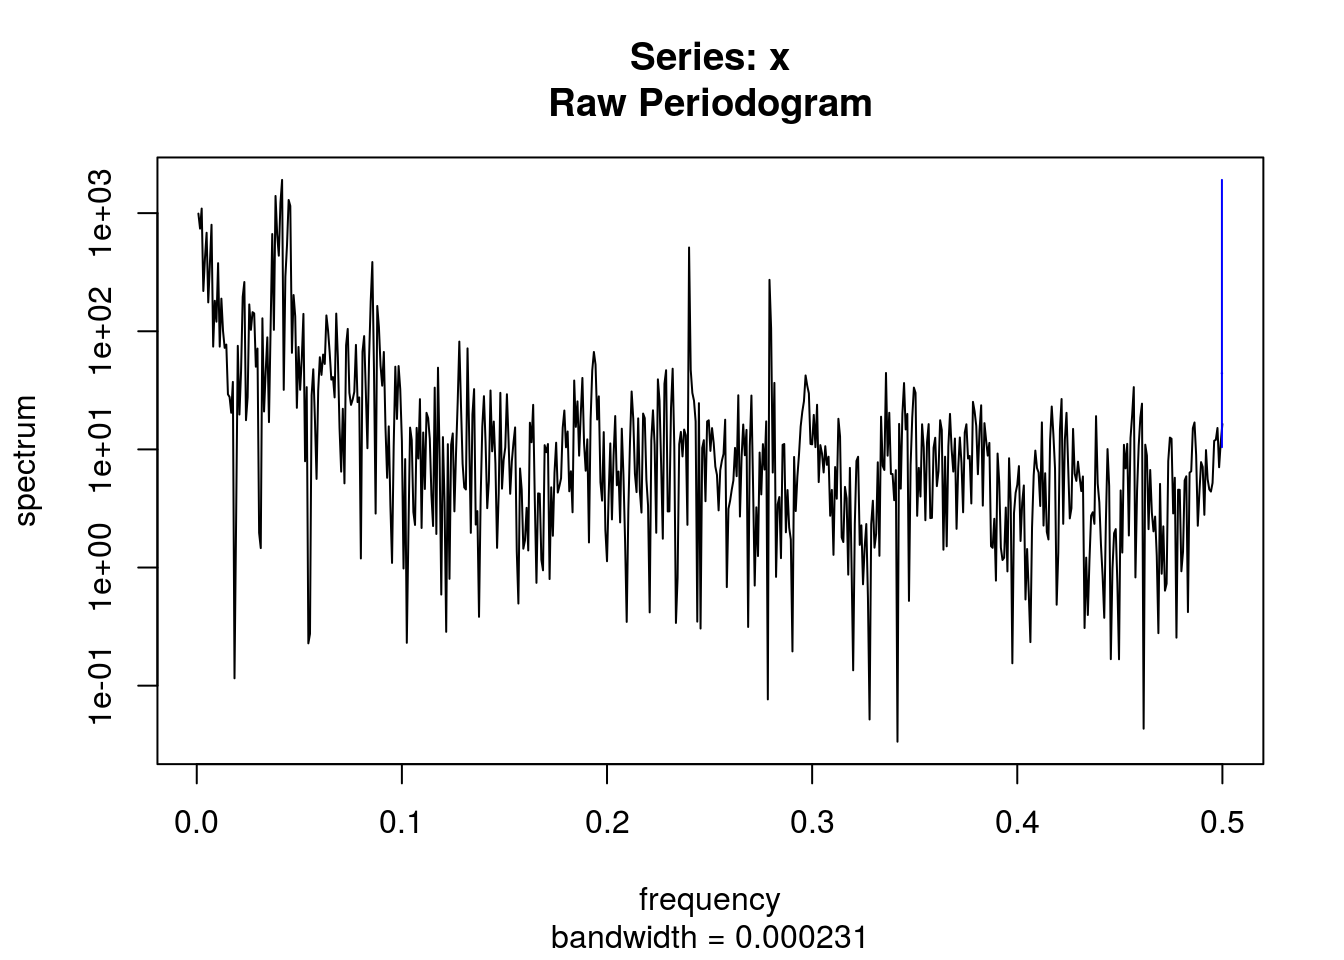 Series: x
Raw Periodogram
spectrum
1e+03
1e+02
1e+01
1e+00
1e-01
0.0 0.1 0.2 0.3 0.4 0.5
frequency
bandwidth = 0.000231